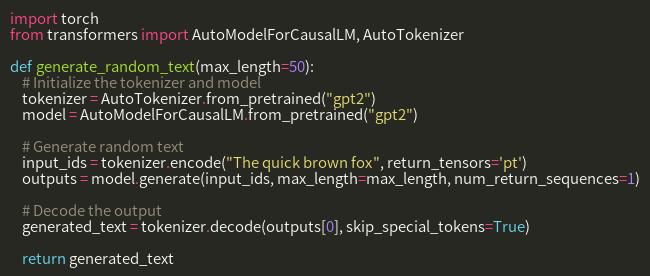 import torch
from transformers import AutoModelForCausalLM, AutoTokenizer

def generate_random_text(max_length=50):
    # Initialize the tokenizer and model
    tokenizer = AutoTokenizer.from_pretrained("gpt2")
    model = AutoModelForCausalLM.from_pretrained("gpt2")

    # Generate random text
    input_ids = tokenizer.encode("The quick brown fox", return_tensors='pt')
    outputs = model.generate(input_ids, max_length=max_length, num_return_sequences=1)

    # Decode the output
    generated_text = tokenizer.decode(outputs[0], skip_special_tokens=True)

    return generated_text